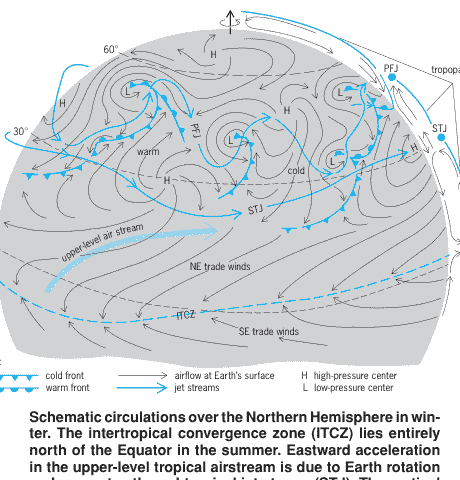 60°
H
PFJ
tropopa
L
L
H
H
PFJ
STJ
30°
L
H
warm
L
cold
H
STJ
upper-level air stream
NE trade winds
ITCZ
SE trade winds
cold front
airflow at Earth's surface
H high-pressure center
warm front
jet streams
L low-pressure center
Schematic circulations over the Northern Hemisphere in win-
ter. The intertropical convergence zone (ITCZ) lies entirely
north of the Equator in the summer. Eastward acceleration
in the upper-level tropical airstream is due to Earth rotation